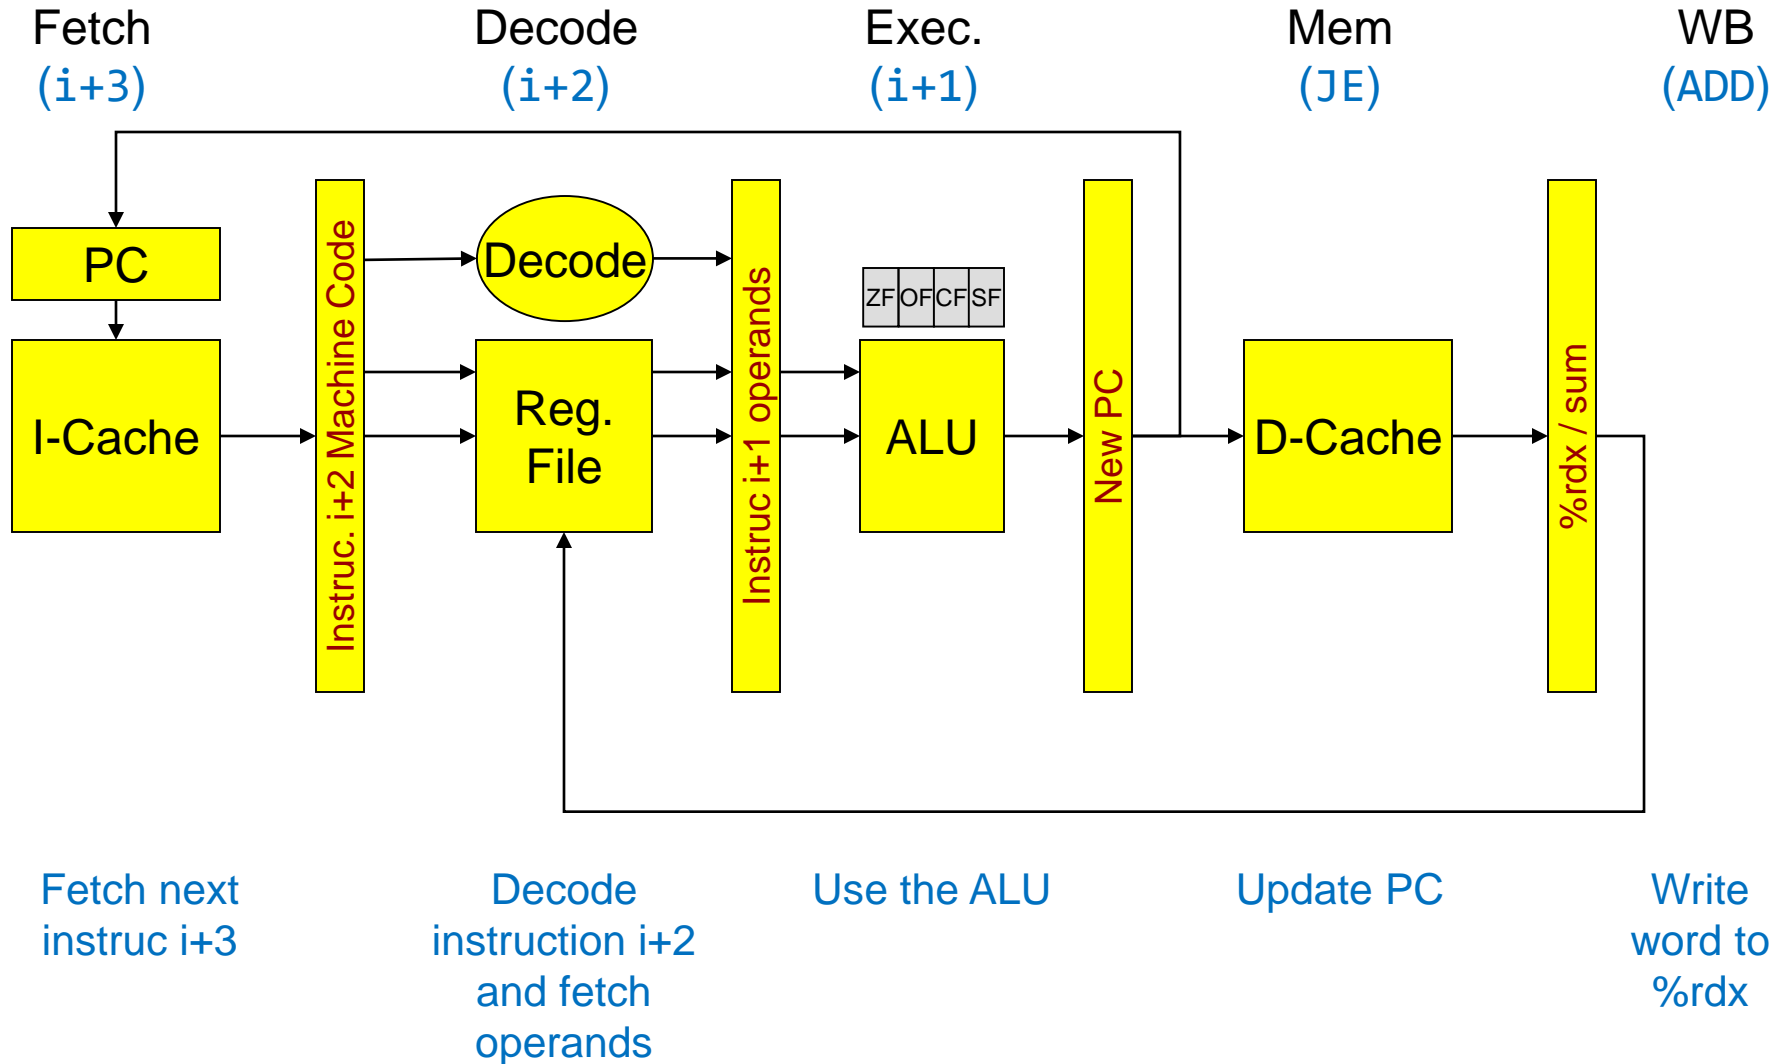 Fetch
(i+3)
Decode
(i+2)
Exec.
(i+1)
Mem
(JE)
WB
(ADD)
PC
I-Cache
Instruc. i+2 Machine Code
Decode
Reg.
File
Instruc i+1 operands
ZF OF CF SF
ALU
New PC
D-Cache
%rdx / sum
Fetch next
instruc i+3
Decode
instruction i+2
and fetch
operands
Use the ALU
Update PC
Write
word to
%rdx